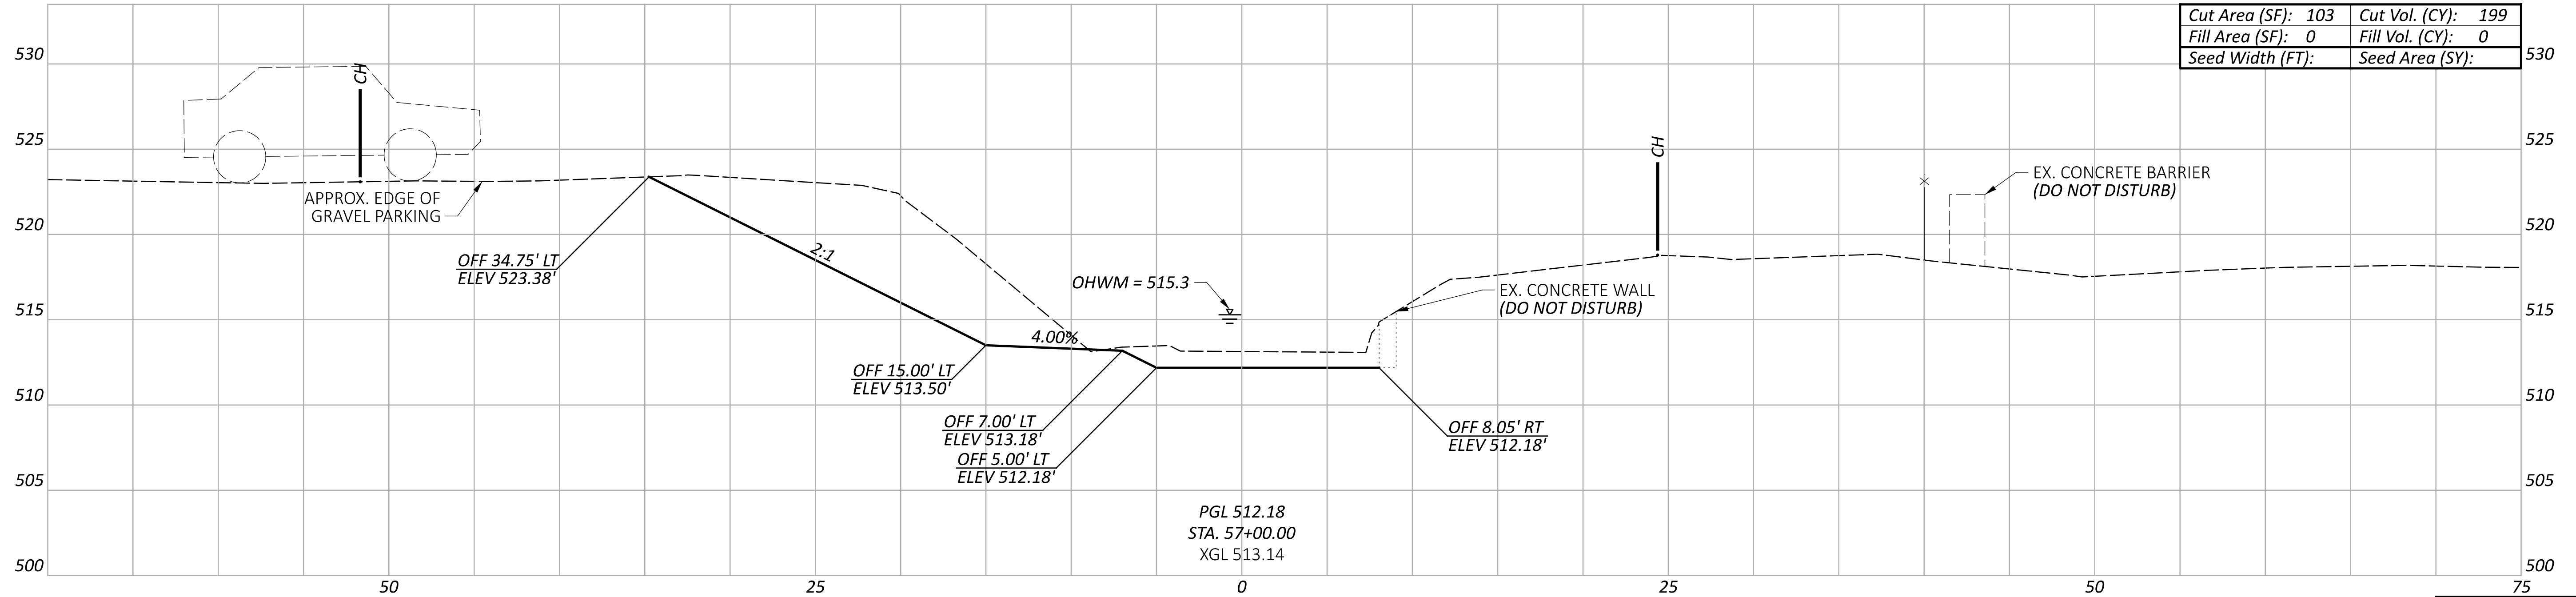 Cut Area (SF): 103 Cut Vol. (CY): 199
Fill Area (SF): 0 Fill Vol. (CY): 0
Seed Width (FT): Seed Area (SY):
530 530
CH
525 525
CH
EX. CONCRETE BARRIER
(DO NOT DISTURB)
APPROX. EDGE OF
GRAVEL PARKING
520 520
2:1
OFF 34.75' LT
ELEV 523.38'
OHWM = 515.3
EX. CONCRETE WALL
(DO NOT DISTURB)
515 515
4.00%
OFF 15.00' LT
ELEV 513.50'
510 510
OFF 7.00' LT
ELEV 513.18'
OFF 8.05' RT
ELEV 512.18'
OFF 5.00' LT
ELEV 512.18'
505 505
PGL 512.18
STA. 57+00.00
XGL 513.14
500 500
50 25 0 25 50 75